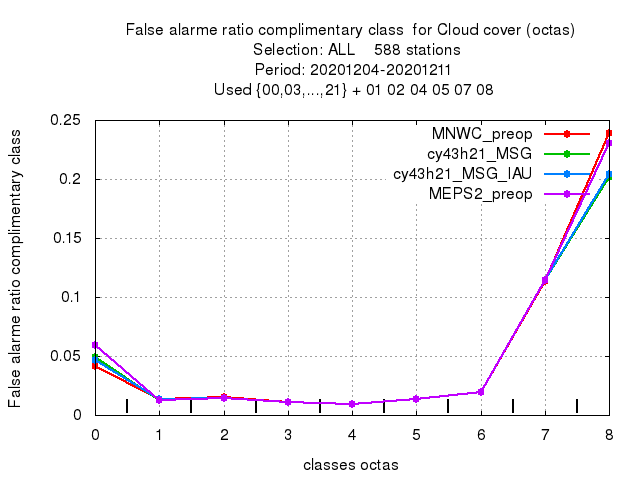 False alarme ratio complimentary class  for Cloud cover (octas)
Selection: ALL    588 stations
Period: 20201204-20201211
Used {00,03,...,21} + 01 02 04 05 07 08
MNWC_preop
cy43h21_MSG
cy43h21_MSG_IAU
MEPS2_preop
False alarme ratio complimentary class
0.25
0.2
0.15
0.1
0.05
0
0 1 2 3 4 5 6 7 8
classes octas